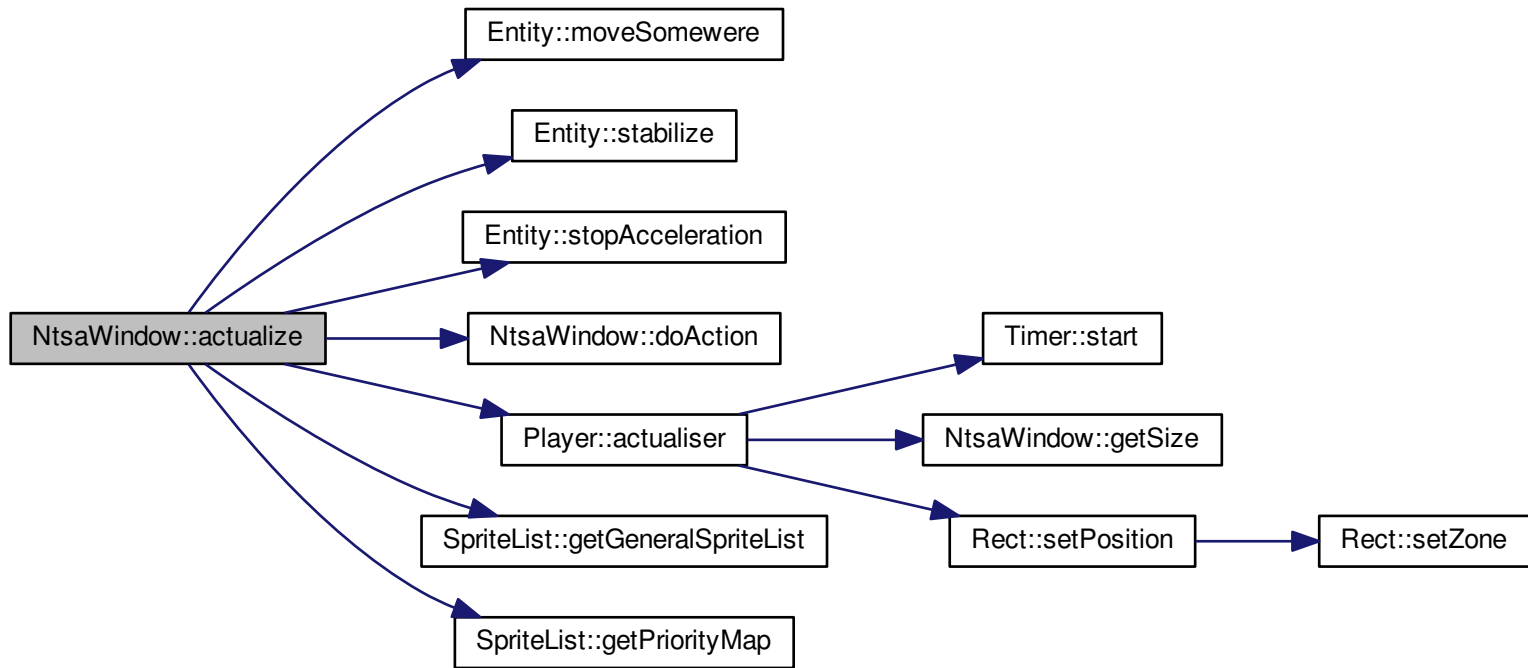 Entity::moveSomewere
Entity::stabilize
Entity::stopAcceleration
NtsaWindow::actualize
NtsaWindow::doAction
Timer::start
Player::actualiser
NtsaWindow::getSize
SpriteList::getGeneralSpriteList
Rect::setPosition
Rect::setZone
SpriteList::getPriorityMap